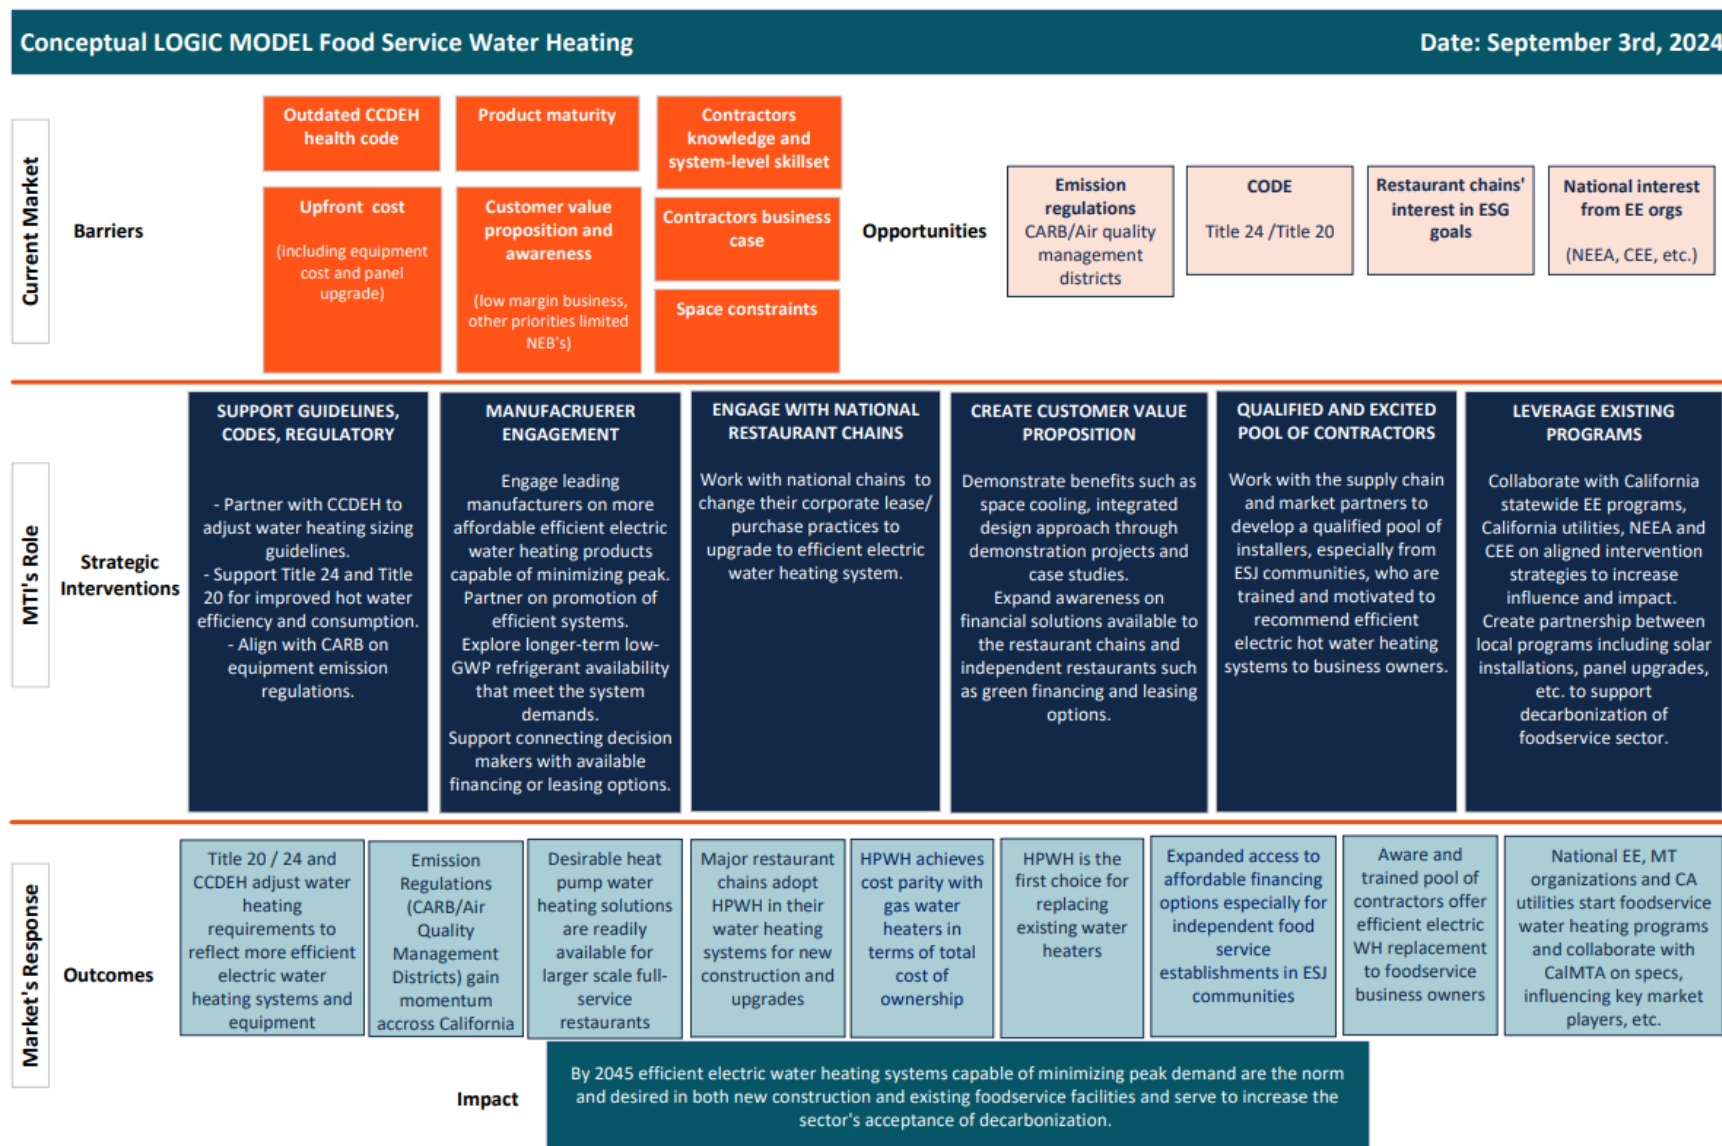 Conceptual LOGIC MODEL Food Service Water Heating
Date: September 3rd, 2024
Current Market
Barriers
Outdated CCDEH
health code
Product maturity
Contractors
knowledge and
system-level skillset
Upfront cost
(including equipment
cost and panel
upgrade)
Customer value
proposition and
awareness
(low margin business,
other priorities limited
NEB's)
Contractors business
case
Space constraints
Opportunities
Emission
regulations
CARB/Air quality
management
districts
CODE
Title 24 /Title 20
Restaurant chains'
interest in ESG
goals
National interest
from EE orgs
(NEEA, CEE, etc.)
MTI's Role
Strategic
Interventions
SUPPORT GUIDELINES,
CODES, REGULATORY
- Partner with CCDEH to
adjust water heating sizing
guidelines.
- Support Title 24 and Title
20 for improved hot water
efficiency and consumption.
- Align with CARB on
equipment emission
regulations.
MANUFACRUERER
ENGAGEMENT
Engage leading
manufacturers on more
affordable efficient electric
water heating products
capable of minimizing peak.
Partner on promotion of
efficient systems.
Explore longer-term low-
GWP refrigerant availability
that meet the system
demands.
Support connecting decision
makers with available
financing or leasing options.
ENGAGE WITH NATIONAL
RESTAURANT CHAINS
Work with national chains to
change their corporate lease/
purchase practices to
upgrade to efficient electric
water heating system.
CREATE CUSTOMER VALUE
PROPOSITION
Demonstrate benefits such as
space cooling, integrated
design approach through
demonstration projects and
case studies.
Expand awareness on
financial solutions available to
the restaurant chains and
independent restaurants such
as green financing and leasing
options.
QUALIFIED AND EXCITED
POOL OF CONTRACTORS
Work with the supply chain
and market partners to
develop a qualified pool of
installers, especially from
ESJ communities, who are
trained and motivated to
recommend efficient
electric hot water heating
systems to business owners.
LEVERAGE EXISTING
PROGRAMS
Collaborate with California
statewide EE programs,
California utilities, NEEA and
CEE on aligned intervention
strategies to increase
influence and impact.
Create partnership between
local programs including solar
installations, panel upgrades,
etc. to support
decarbonization of
foodservice sector.
Market's Response
Outcomes
Title 20 / 24 and
CCDEH adjust water
heating
requirements to
reflect more efficient
electric water
heating systems and
equipment
Emission
Regulations
(CARB/Air
Quality
Management
Districts) gain
momentum
accross California
Desirable heat
pump water
heating solutions
are readily
available for
larger scale full-
service
restaurants
Major restaurant
chains adopt
HPWH in their
water heating
systems for new
construction and
upgrades
HPWH achieves
cost parity with
gas water
heaters in
terms of total
cost of
ownership
HPWH is the
first choice for
replacing
existing water
heaters
Expanded access to
affordable financing
options especially for
independent food
service
establishments in ESJ
communities
Aware and
trained pool of
contractors offer
efficient electric
WH replacement
to foodservice
business owners
National EE, MT
organizations and CA
utilities start foodservice
water heating programs
and collaborate with
CalMTA on specs,
influencing key market
players, etc.
Impact
By 2045 efficient electric water heating systems capable of minimizing peak demand are the norm
and desired in both new construction and existing foodservice facilities and serve to increase the
sector's acceptance of decarbonization.